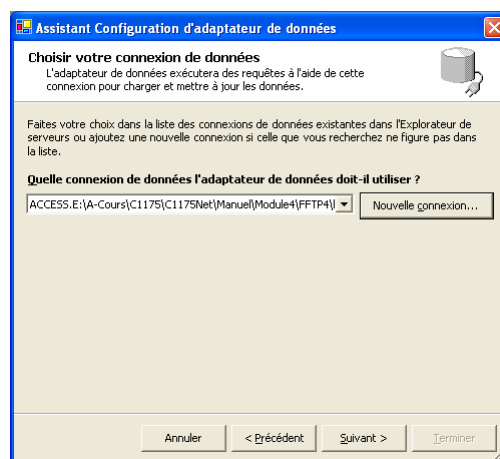 Assistant Configuration d'adaptateur de données
Choisir votre connexion de données
L'adaptateur de données exécutera des requêtes à l'aide de cette
connexion pour charger et mettre à jour les données.
Faites votre choix dans la liste des connexions de données existantes dans l'Explorateur de
serveurs ou ajoutez une nouvelle connexion si celle que vous recherchez ne figure pas dans
la liste.
Quelle connexion de données l'adaptateur de données doit-il utiliser ?
ACCESS.E:\A-Cours\C1175\C1175Net\Manuel\Module4\FFTP4\
Nouvelle connexion...
Annuler
< Précédent
Suivant >
Terminer